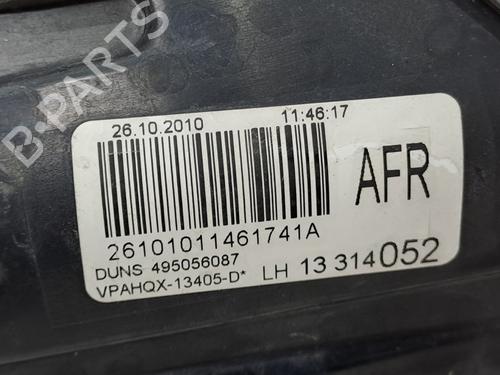 B-PARTS
26.10.2010 11:46:17
AFR
26101011461741A
DUNS 495056087
VPAHQX-13405-D* LH 13 314052